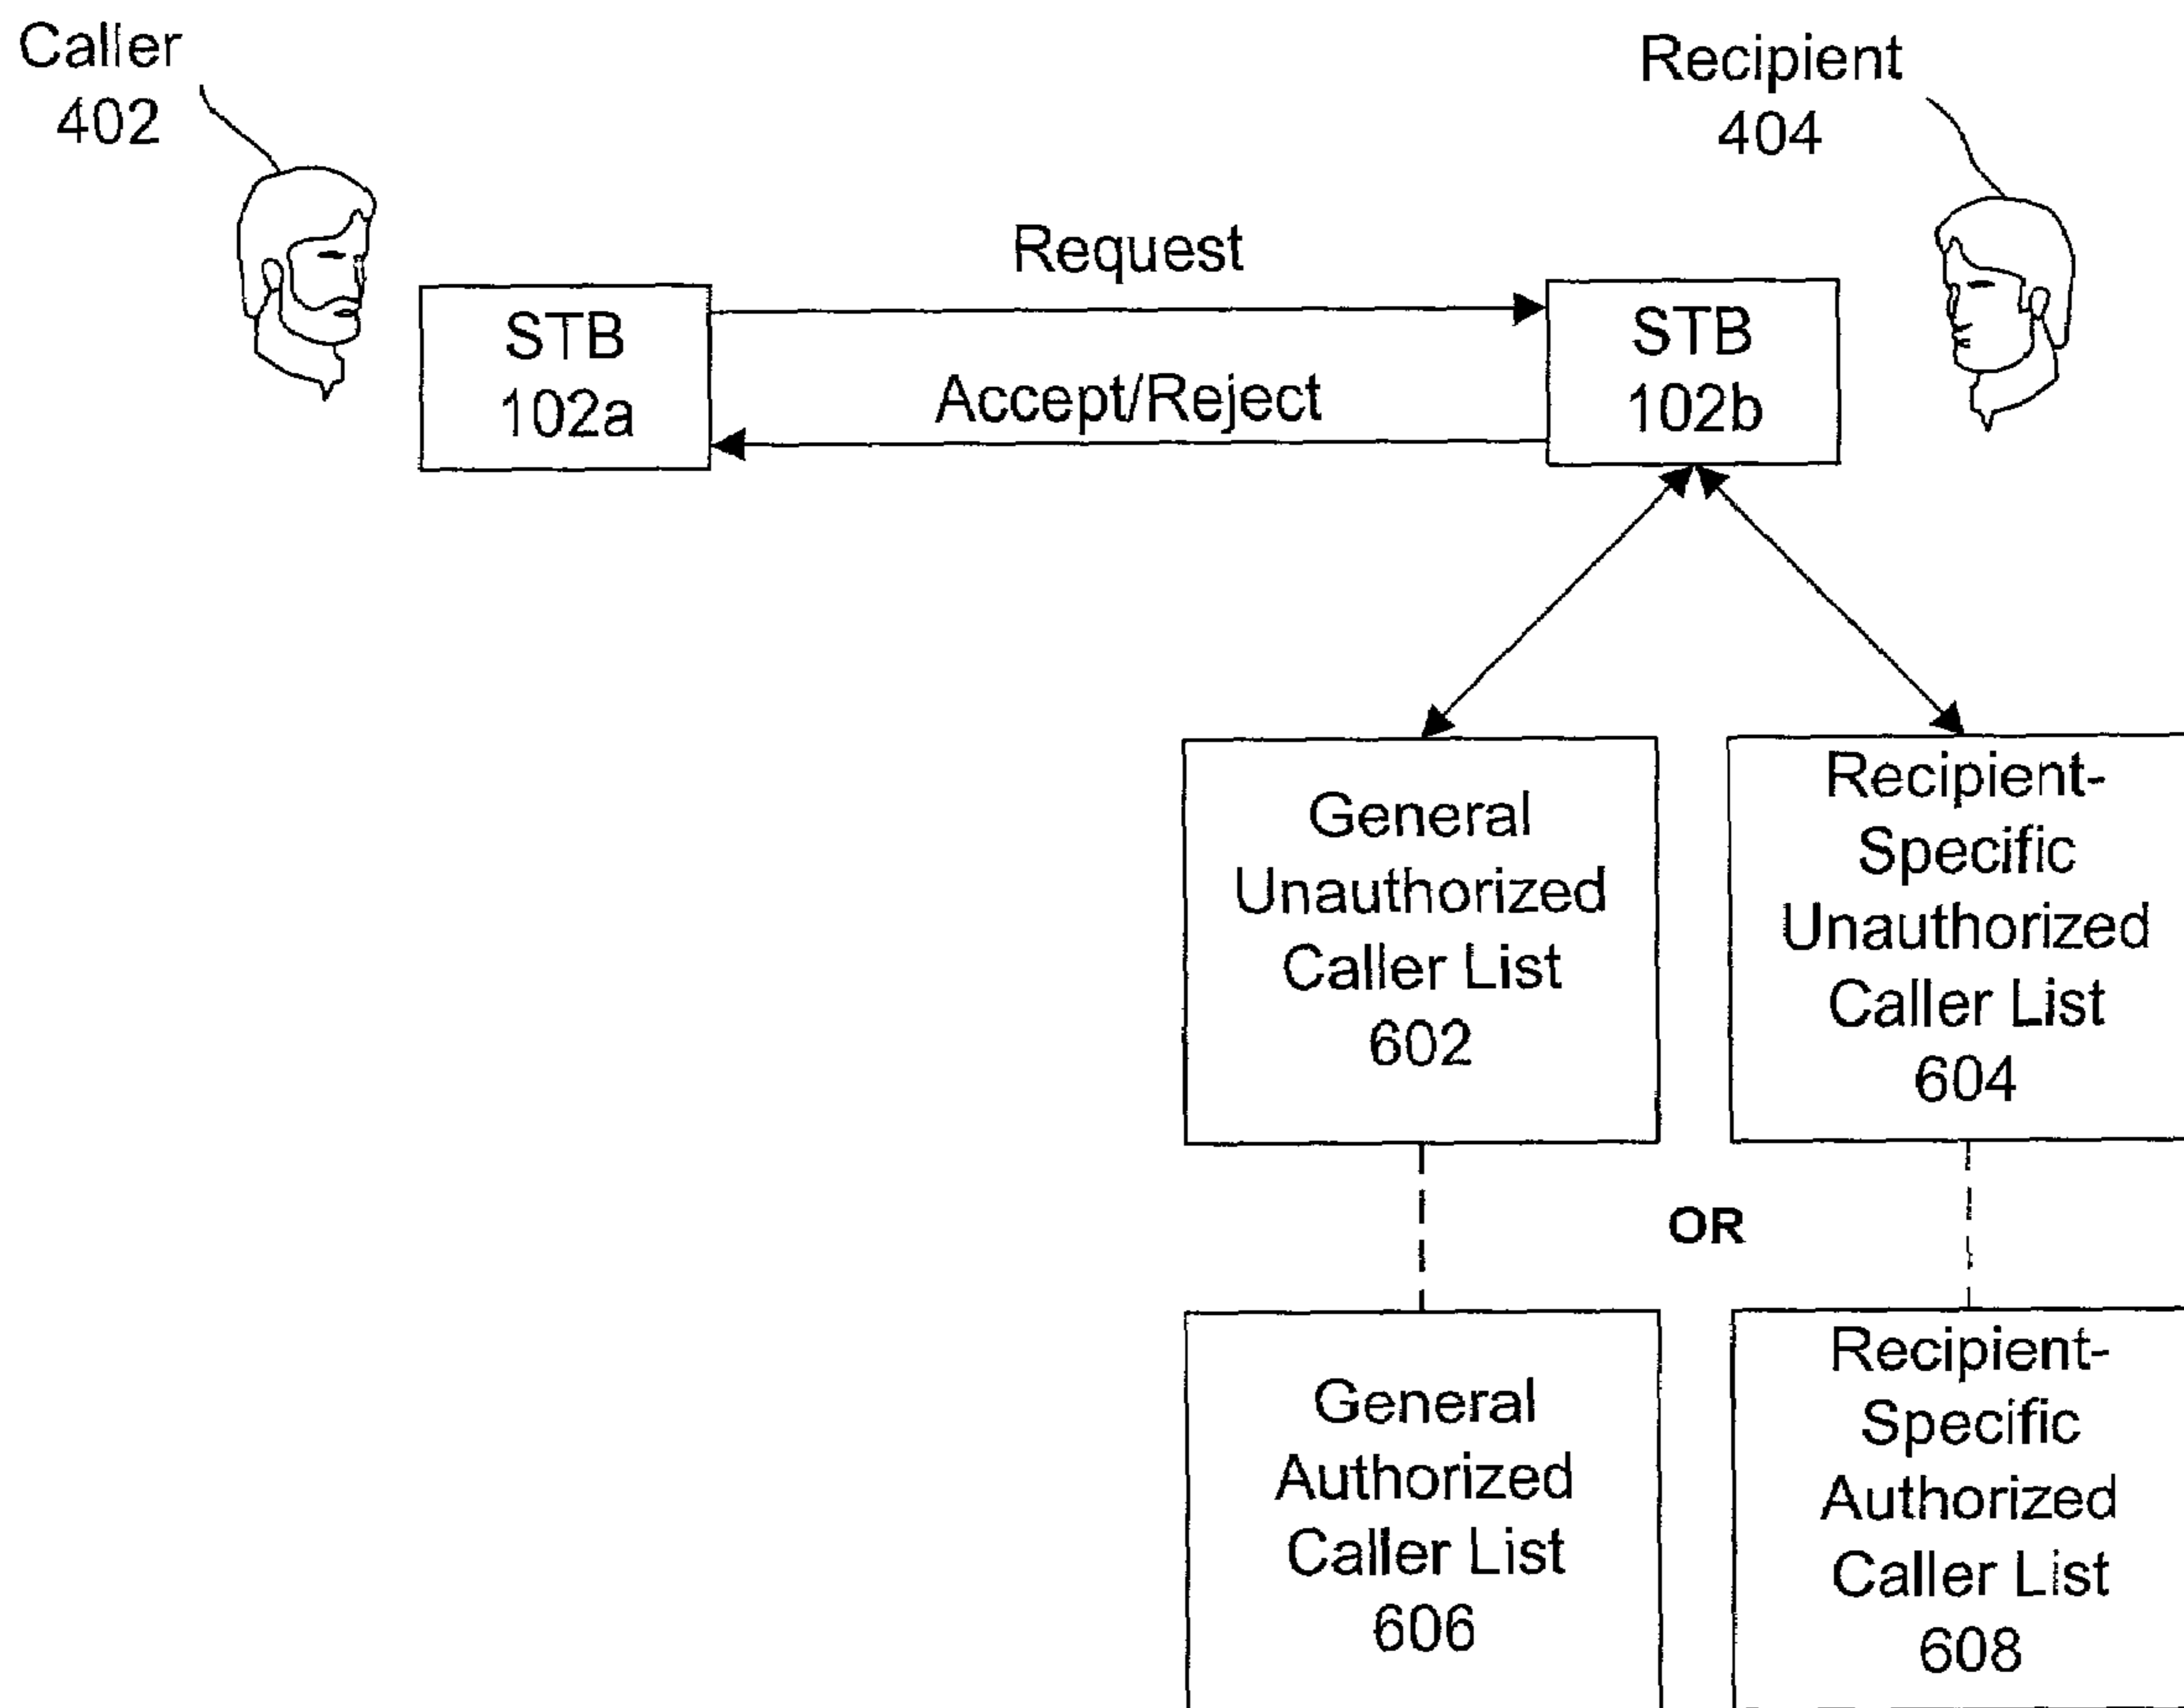 Caller
402
Recipient
404
Request
STB
102a
Accept/Reject
STB
102b
General
Unauthorized
Caller List
602
Recipient-
Specific
Unauthorized
Caller List
604
OR
General
Authorized
Caller List
606
Recipient-
Specific
Authorized
Caller List
608